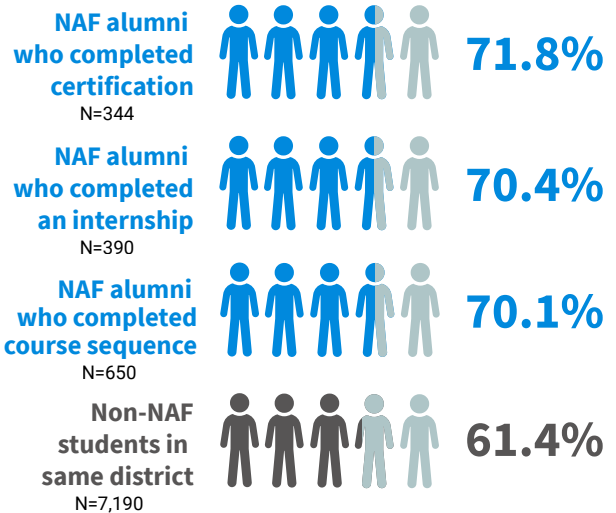 NAF alumni
who completed
certification
N=344
71.8%
NAF alumni
who completed
an internship
N=390
70.4%
NAF alumni
who completed
course sequence
N=650
70.1%
Non-NAF
students in
same district
N=7,190
61.4%